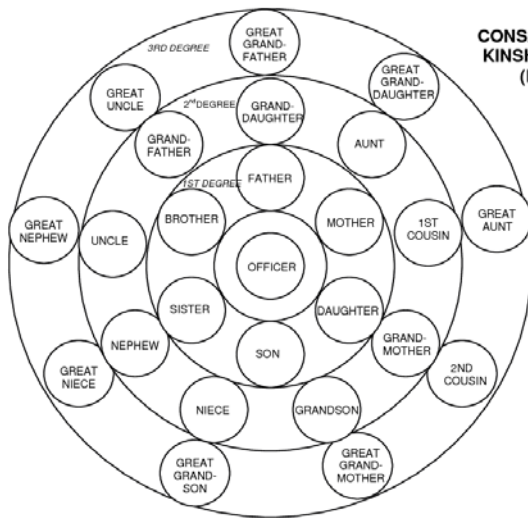 CONS
KINSH
(
3RD DEGREE
GREAT
GRAND-
FATHER
GREAT
UNCLE
GREAT
GRAND-
DAUGHTER
2ND DEGREE
GRAND-
DAUGHTER
GRAND-
FATHER
AUNT
1ST DEGREE
FATHER
BROTHER
MOTHER
GREAT
NEPHEW
UNCLE
1ST
COUSIN
GREAT
AUNT
OFFICER
SISTER
DAUGHTER
NEPHEW
SON
GRAND-
MOTHER
GREAT
NIECE
2ND
COUSIN
NIECE
GRANDSON
GREAT
GRAND-
SON
GREAT
GRAND-
MOTHER